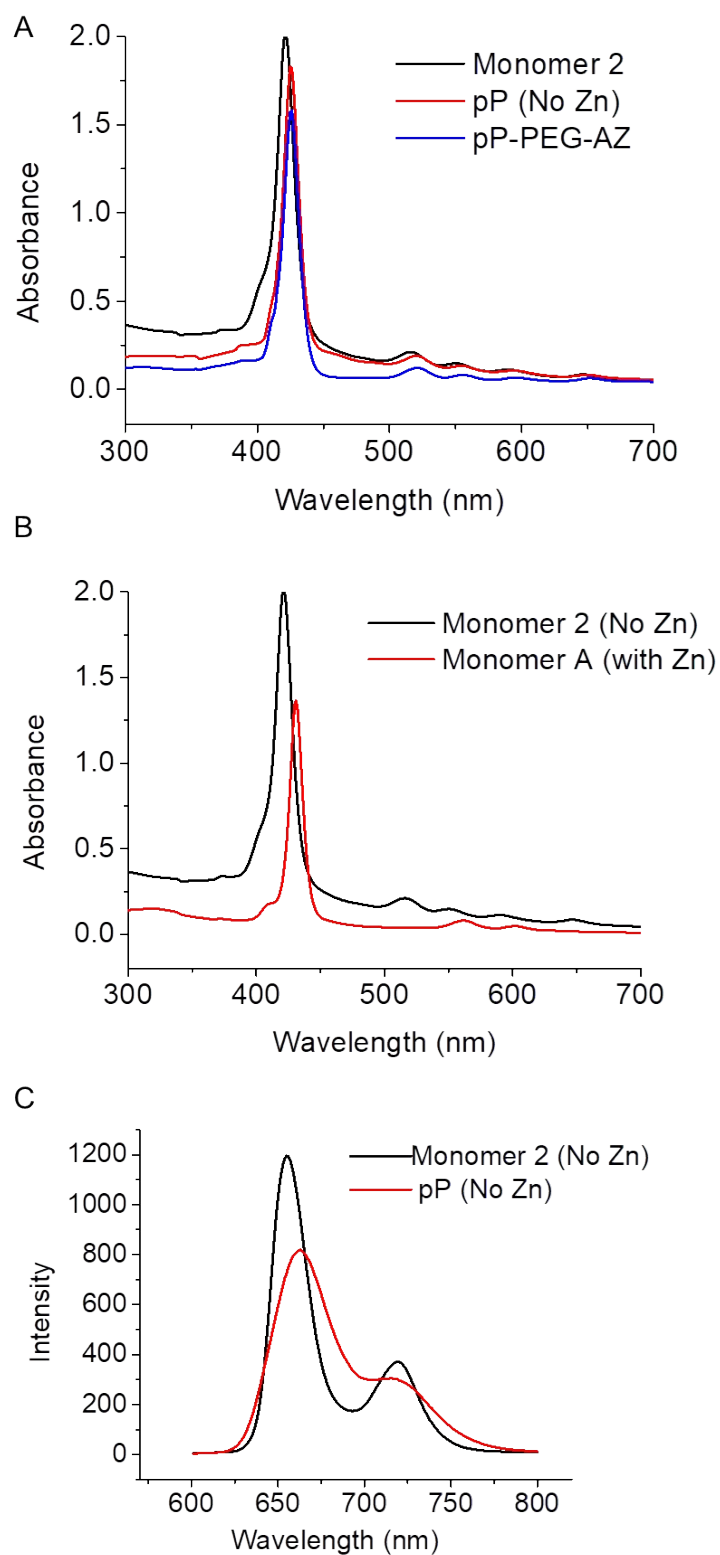 A
2.0
1.5
1.0
0.5
0.0
Absorbance
Monomer 2
pP (No Zn)
pP-PEG-AZ
300 400 500 600 700
Wavelength (nm)
B
2.0
1.5
1.0
0.5
0.0
Absorbance
Monomer 2 (No Zn)
Monomer A (with Zn)
300 400 500 600 700
Wavelength (nm)
C
1200
1000
800
600
400
200
0
Intensity
Monomer 2 (No Zn)
pP (No Zn)
600 650 700 750 800
Wavelength (nm)